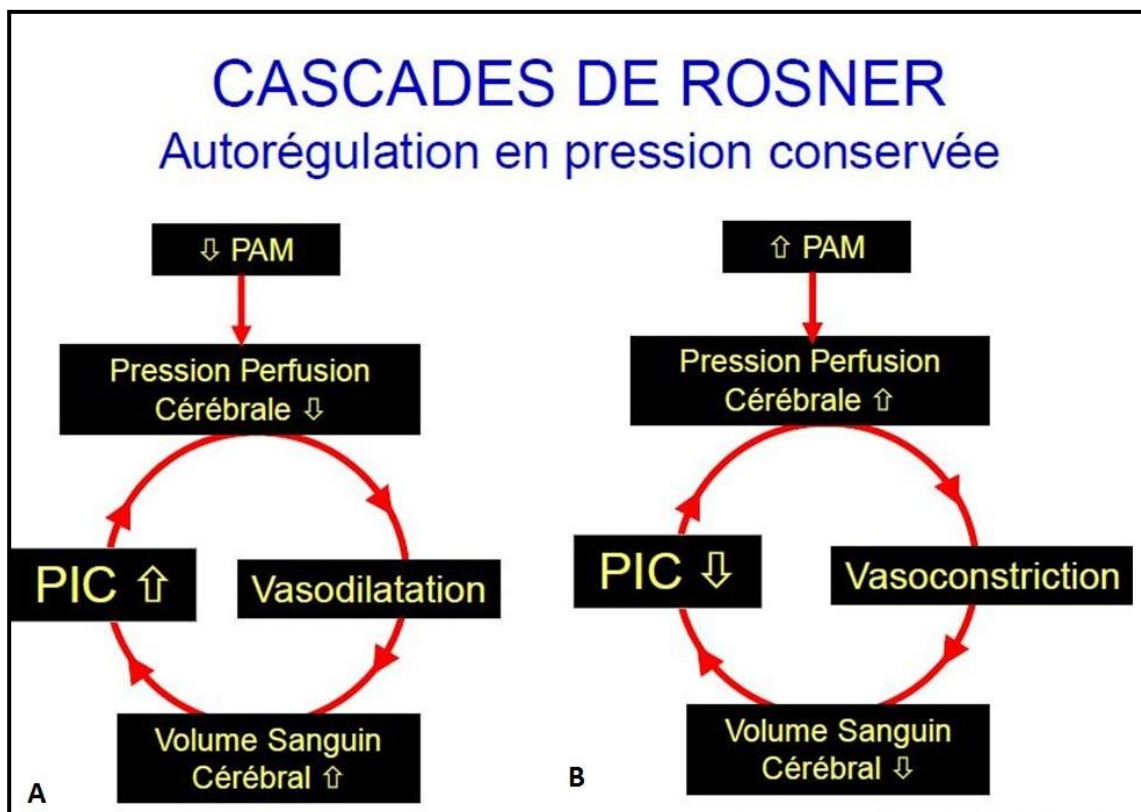 CASCADES DE ROSNER
Autorégulation en pression conservée
⇩ PAM
Pression Perfusion
Cérébrale ⇩
PIC ⇧
Vasodilatation
Volume Sanguin
Cérébral ⇧
A
⇧ PAM
Pression Perfusion
Cérébrale ⇧
PIC ⇩
Vasoconstriction
Volume Sanguin
Cérébral ⇩
B